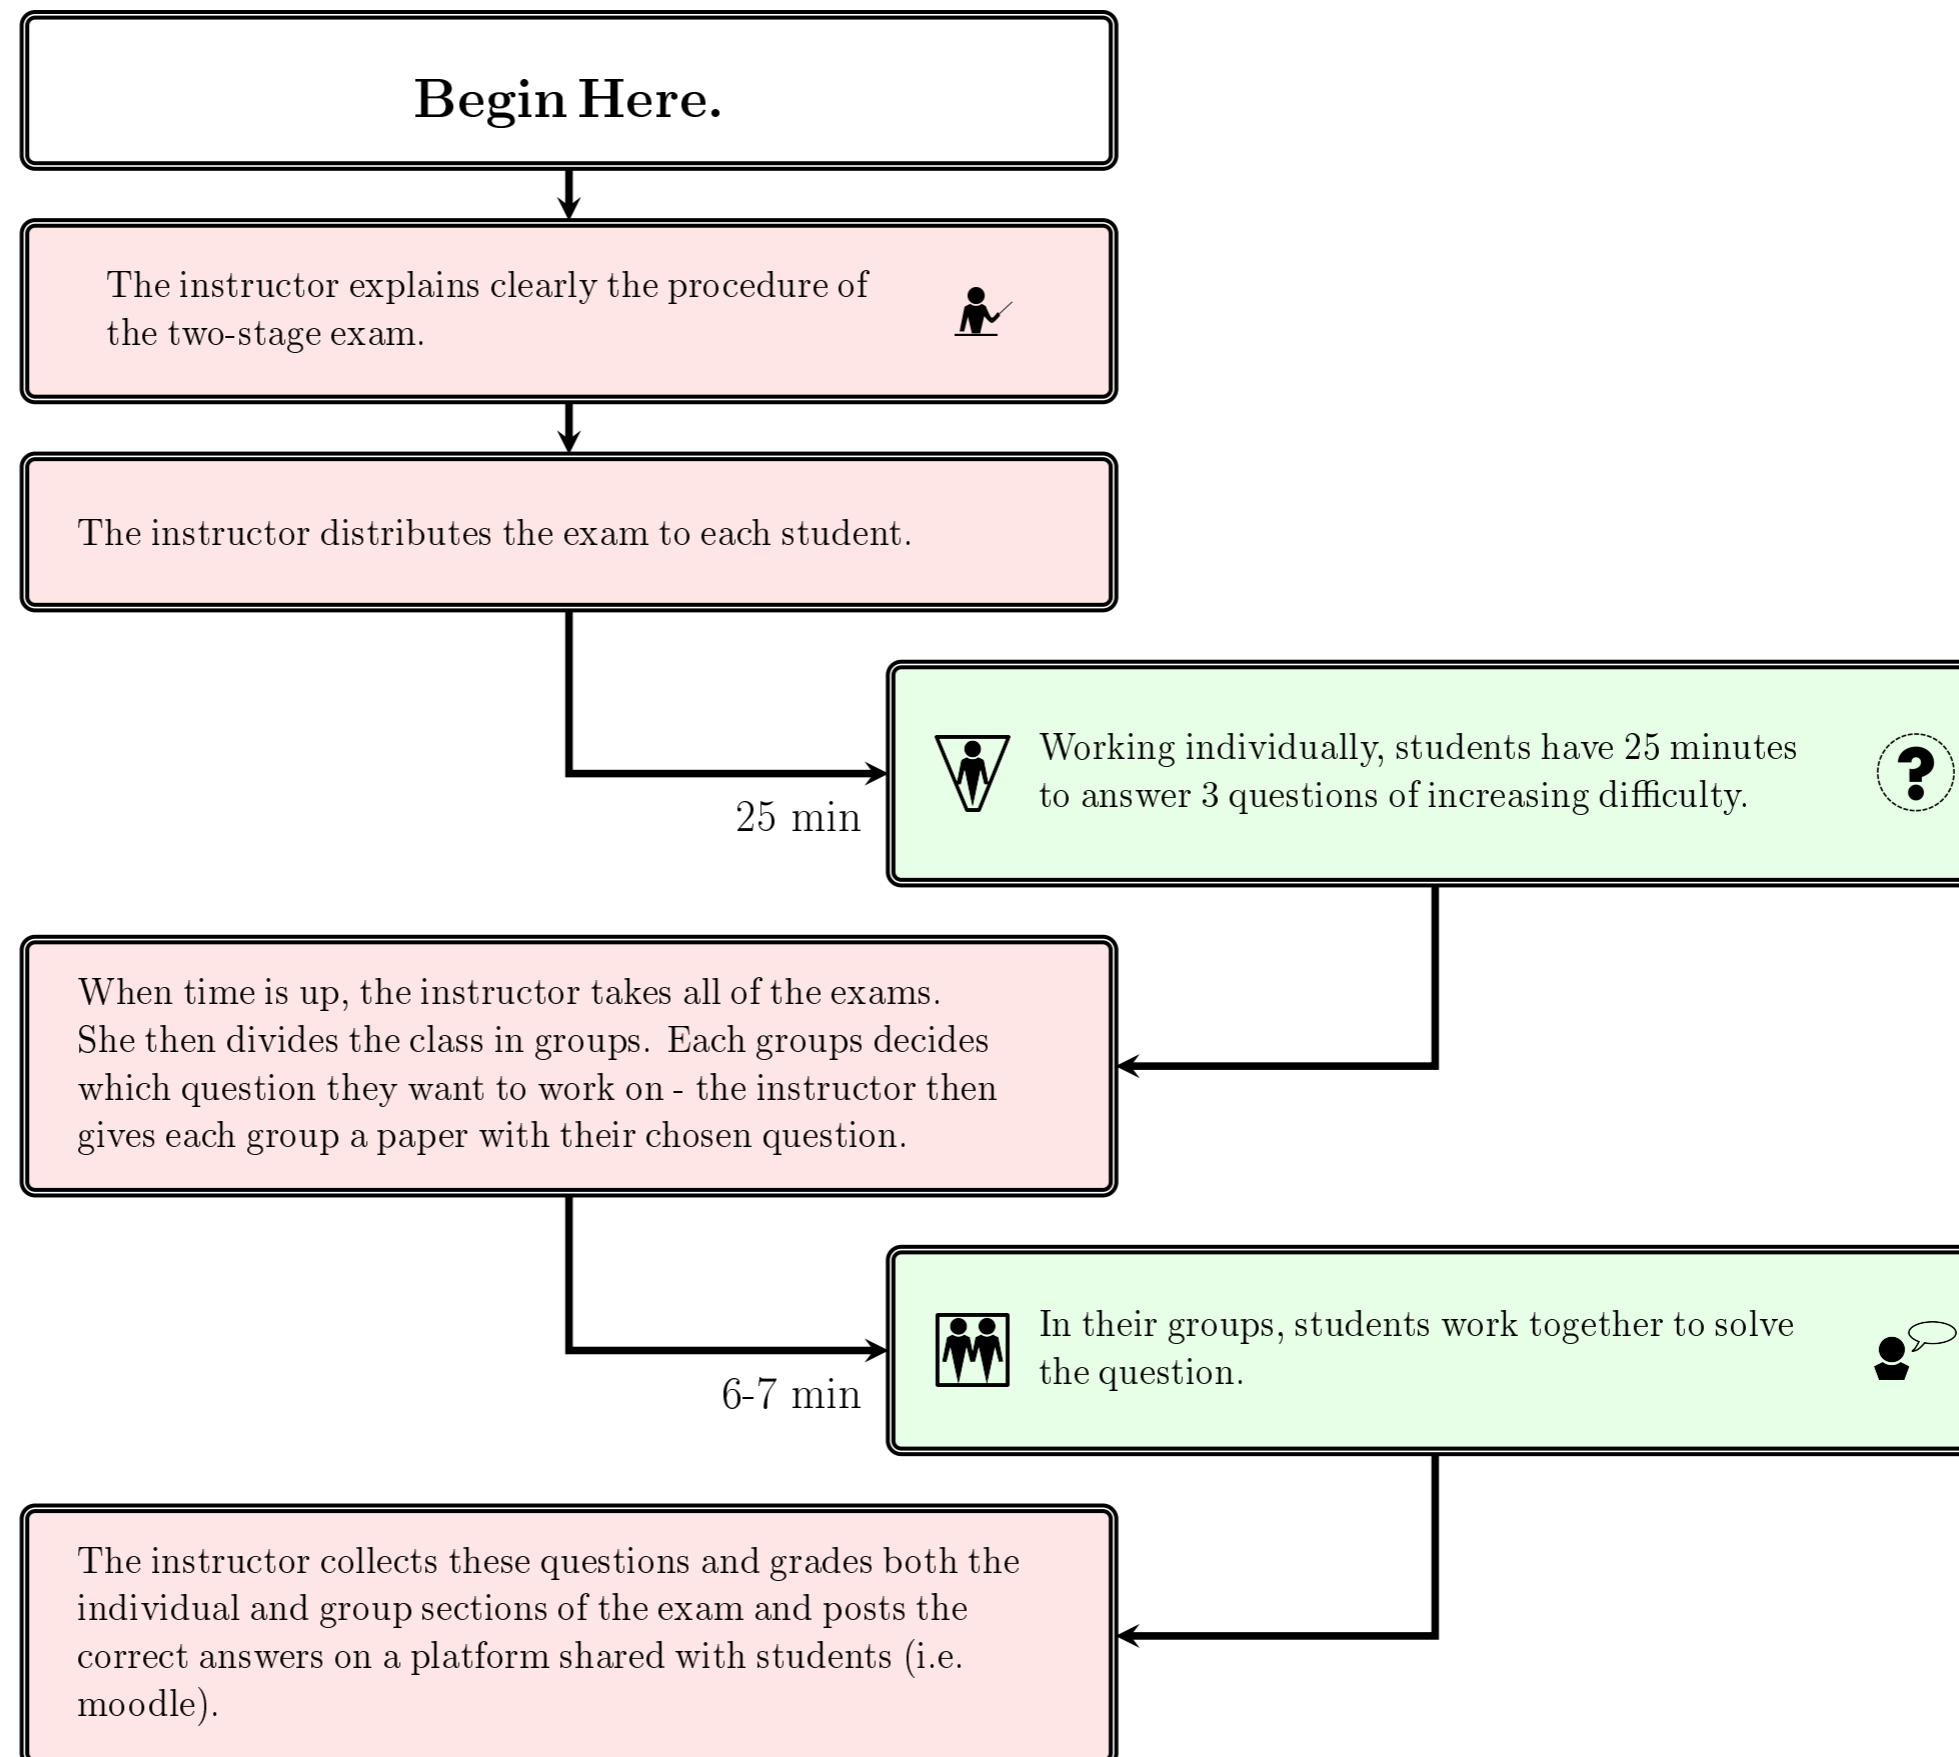 Begin Here.
The instructor explains clearly the procedure of
the two-stage exam.
The instructor distributes the exam to each student.
Working individually, students have 25 minutes
to answer 3 questions of increasing difficulty.
?
25 min
When time is up, the instructor takes all of the exams.
She then divides the class in groups. Each groups decides
which question they want to work on - the instructor then
gives each group a paper with their chosen question.
In their groups, students work together to solve
the question.
6-7 min
The instructor collects these questions and grades both the
individual and group sections of the exam and posts the
correct answers on a platform shared with students (i.e.
moodle).